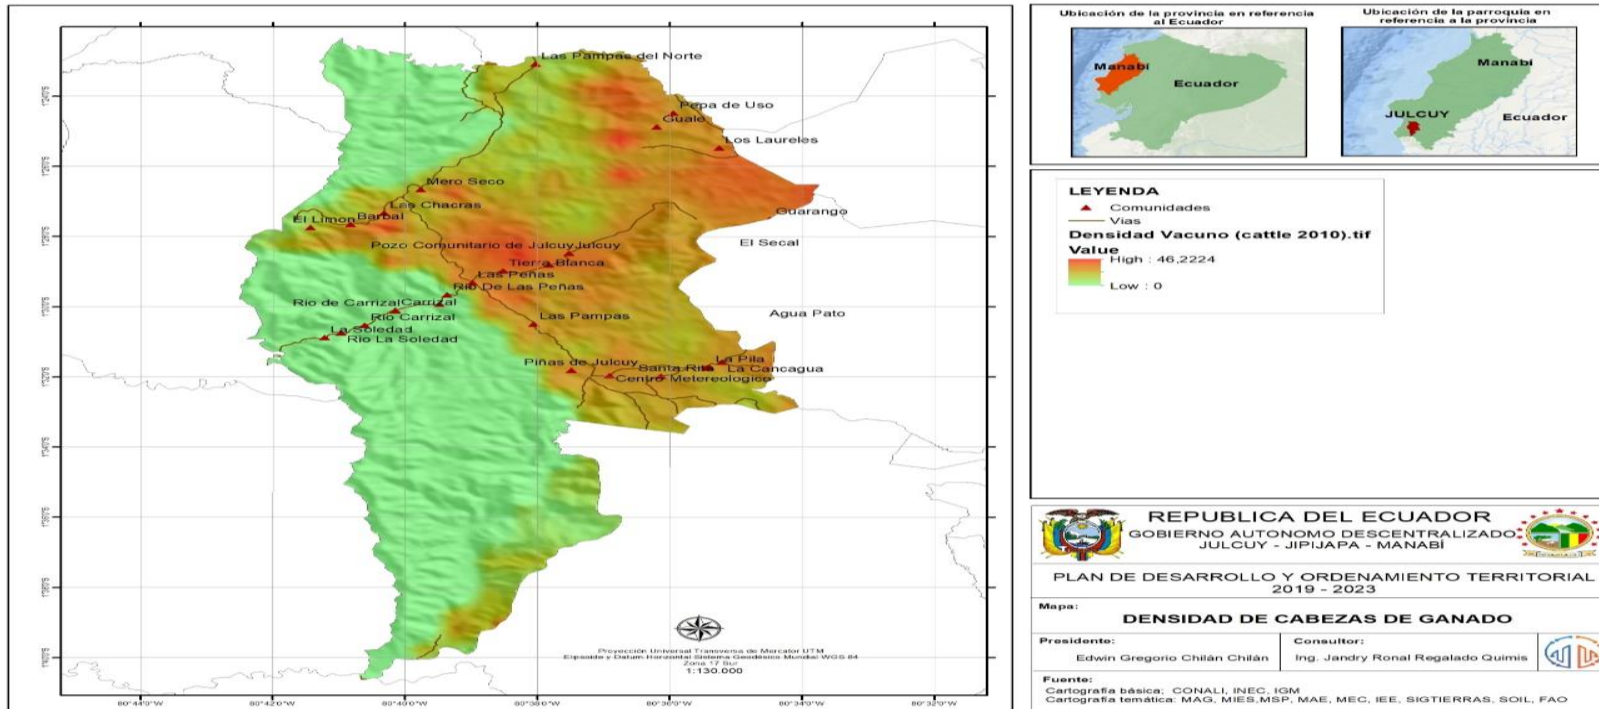 Las Pampas del Norte
Pepa de Uso
Guale
Los Laureles
Mero Seco
Las Chacras
Barbal
El Limon
Guarango
El Secal
Pozo Comunitario de Julcuy
Julcuy
Tierra Blanca
Las Peñas
Rio De Las Peñas
Rio de Carrizal
Carrizal
Rio Carrizal
La Soledad
Rio La Soledad
Las Pampas
Agua Pato
Piñas de Julcuy
La Pila
Santa Rita
La Cancagua
Centro Metereologico
Proyección Universal Transversa de Mercator UTM
Elipsoide y Datum Horizontal Sistema Geodésico Mundial WGS 84
Zona 17 Sur
1:130.000
80°44'0"W
80°42'0"W
80°40'0"W
80°34'0"W
80°32'0"W
Ubicación de la provincia en referencia
al Ecuador
Manabí
Ecuador
Ubicación de la parroquia en
referencia a la provincia
Manabí
JULCUY
Ecuador
LEYENDA
Comunidades
Vias
Densidad Vacuno (cattle 2010).tif
Value
High : 46,2224
Low : 0
REPUBLICA DEL ECUADOR
GOBIERNO AUTONOMO DESCENTRALIZADO
JULCUY - JIPIJAPA - MANABÍ
PLAN DE DESARROLLO Y ORDENAMIENTO TERRITORIAL
2019 - 2023
Mapa:
DENSIDAD DE CABEZAS DE GANADO
Presidente:
Edwin Gregorio Chilán Chilán
Consultor:
Ing. Jandry Ronal Regalado Quimis
Fuente:
Cartografía básica; CONALI, INEC, IGM
Cartografía temática: MAG, MIES,MSP, MAE, MEC, IEE, SIGTIERRAS, SOIL, FAO